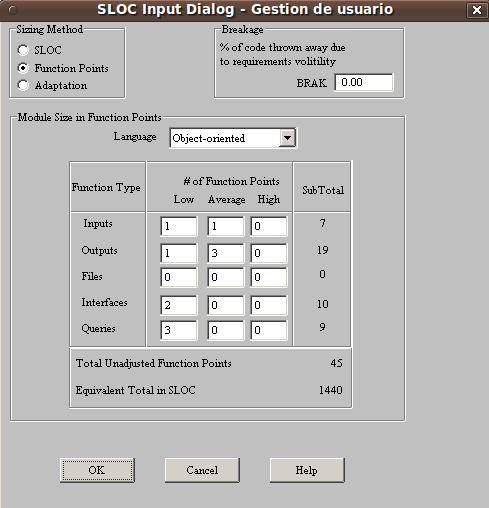 SLOC Input Dialog - Gestion de usuario
Sizing Method
SLOC
Function Points
Adaptation
Breakage
% of code thrown away due
to requirements volitility
BRAK 0.00
Module Size in Function Points
Language Object-oriented
Function Type # of Function Points SubTotal
Low Average High
Inputs 1 1 0 7
Outputs 1 3 0 19
Files 0 0 0 0
Interfaces 2 0 0 10
Queries 3 0 0 9
Total Unadjusted Function Points 45
Equivalent Total in SLOC 1440
OK Cancel Help